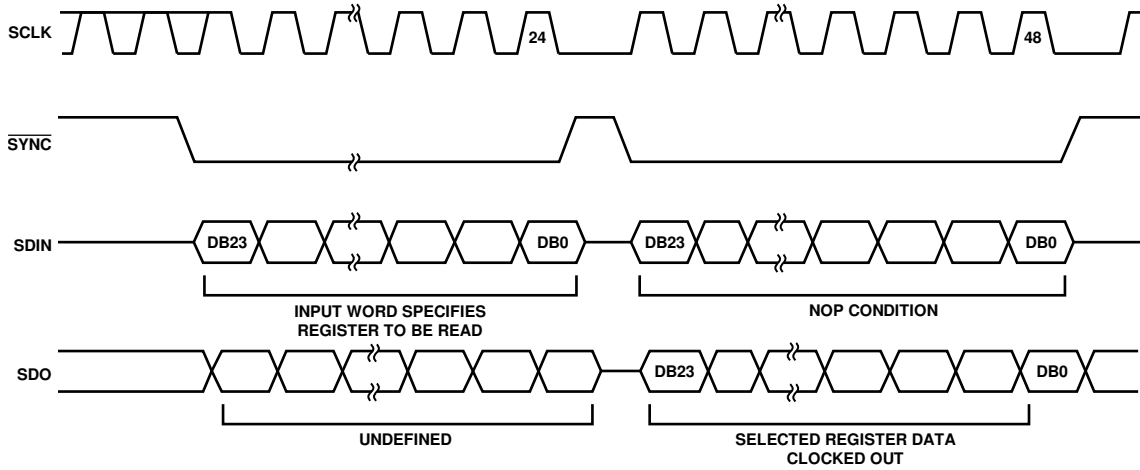 SCLK
24
48
SYNC
SDIN
DB23
DB0
DB23
DB0
INPUT WORD SPECIFIES
REGISTER TO BE READ
NOP CONDITION
SDO
DB23
DB0
UNDEFINED
SELECTED REGISTER DATA
CLOCKED OUT